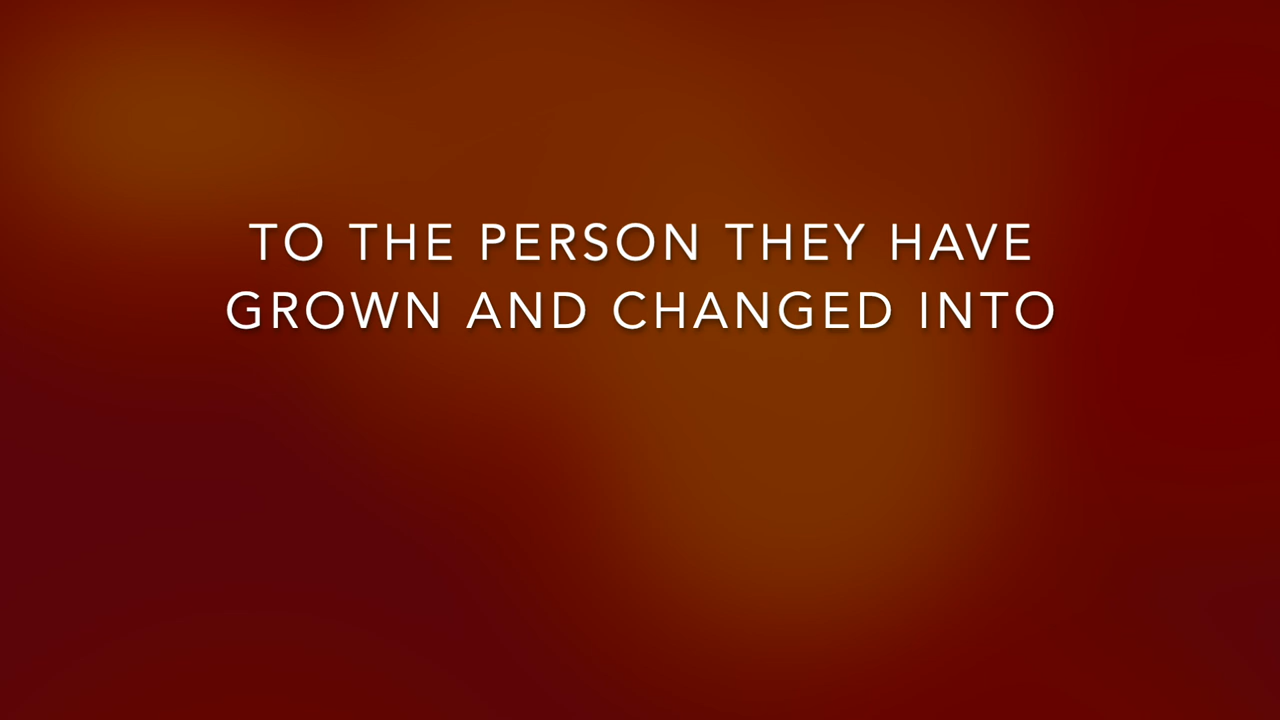 TO THE PERSON THEY HAVE
GROWN AND CHANGED INTO